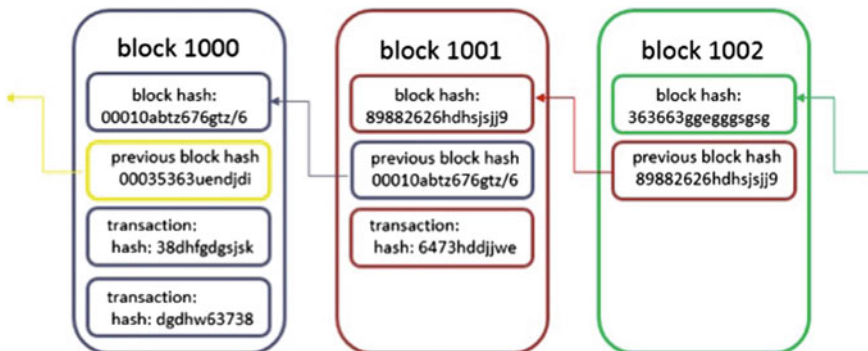 block 1000
block hash:
00010abtz676gtz/6
previous block hash
00035363uendjdi
transaction:
hash: 38dhfgdgsjsk
transaction:
hash: dgdhw63738
block 1001
block hash:
89882626hdhsjsjj9
previous block hash
00010abtz676gtz/6
transaction:
hash: 6473hddjjwe
block 1002
block hash:
363663ggegggsgsg
previous block hash
89882626hdhsjsjj9